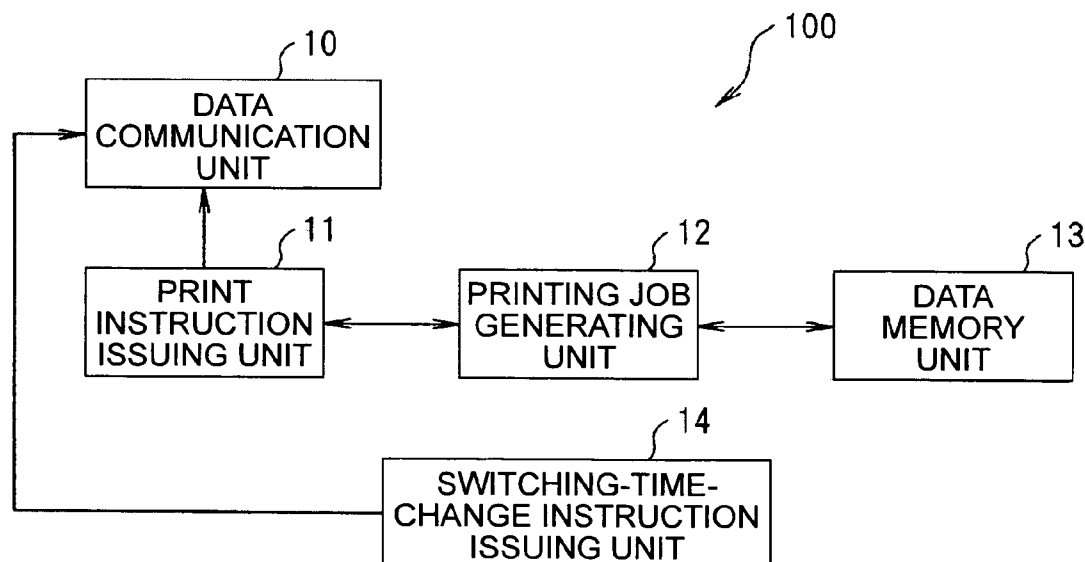 100
10
DATA
COMMUNICATION
UNIT
11
PRINT
INSTRUCTION
ISSUING UNIT
12
PRINTING JOB
GENERATING
UNIT
13
DATA
MEMORY
UNIT
14
SWITCHING-TIME-
CHANGE INSTRUCTION
ISSUING UNIT